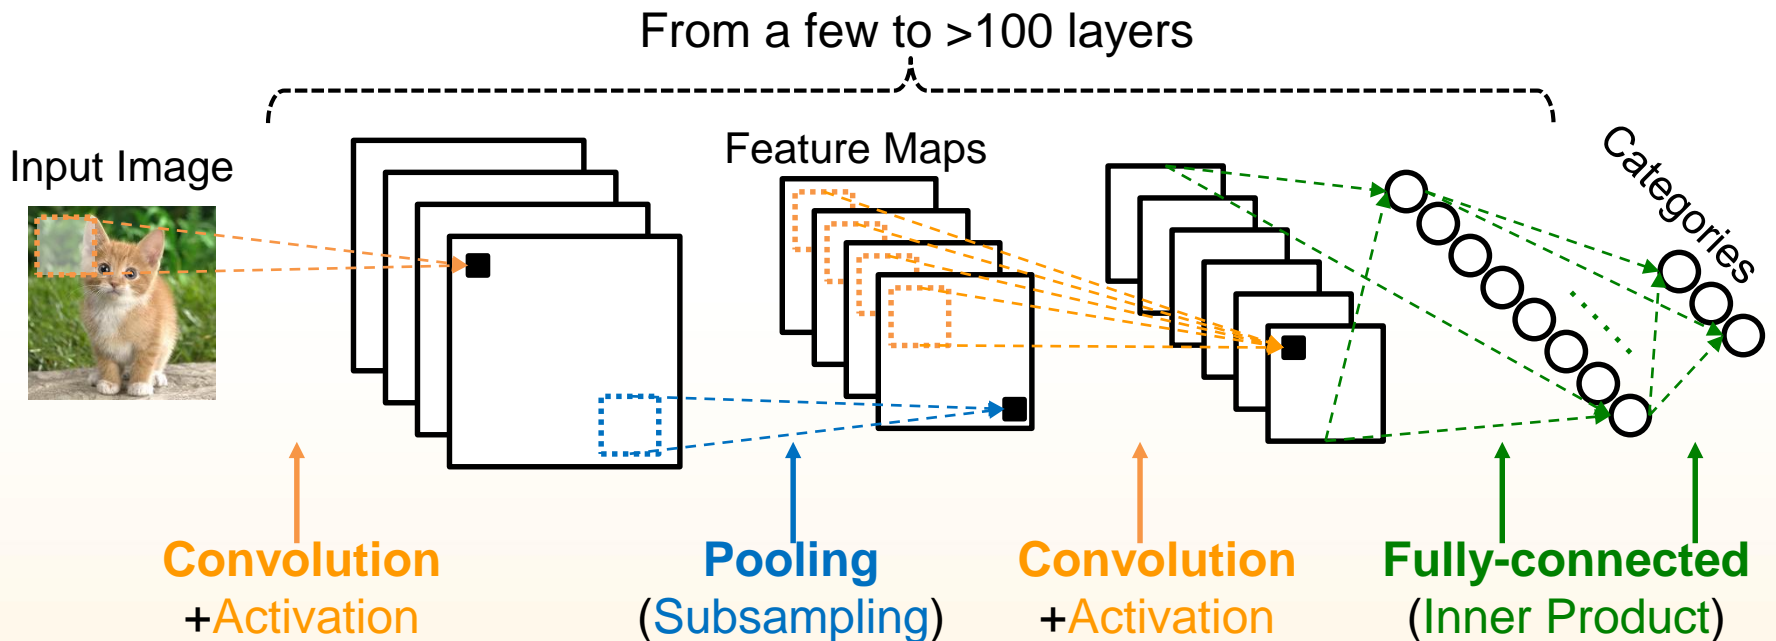 From a few to >100 layers
Input Image
Feature Maps
Categories
Convolution
+Activation
Pooling
(Subsampling)
Convolution
+Activation
Fully-connected
(Inner Product)